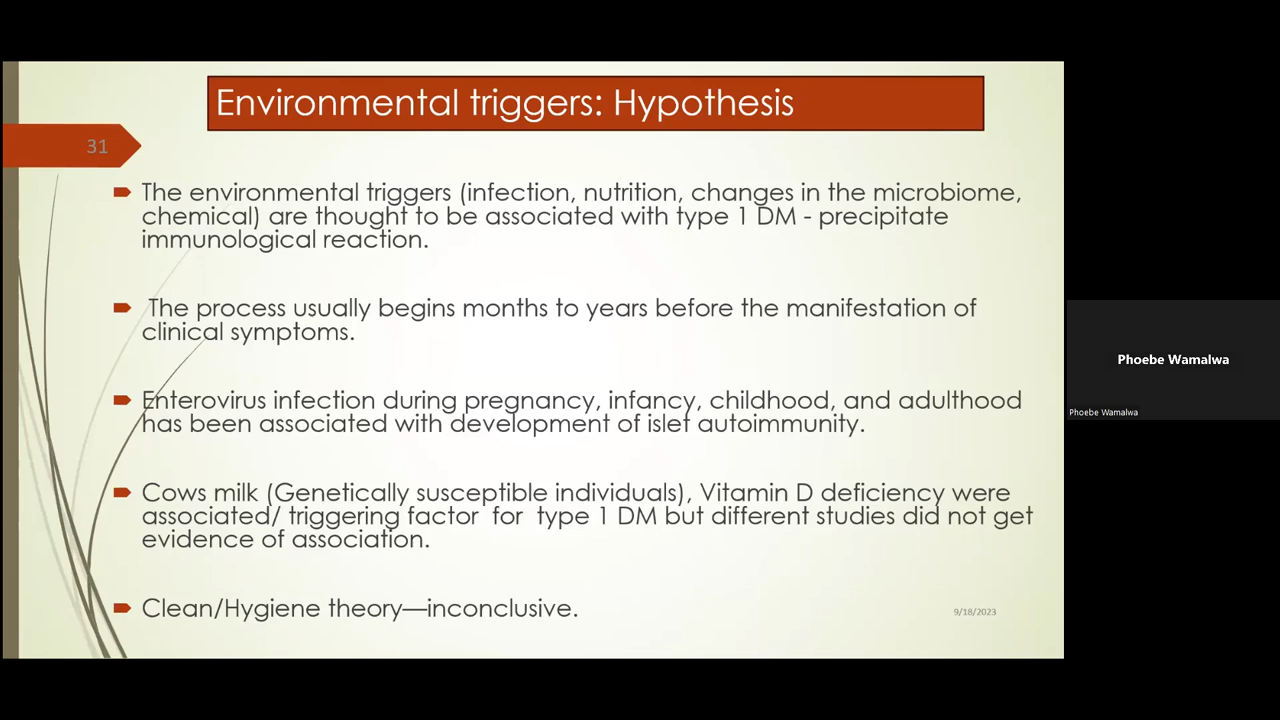 Environmental triggers: Hypothesis
31
The environmental triggers (infection, nutrition, changes in the microbiome,
chemical) are thought to be associated with type 1 DM - precipitate
immunological reaction.
The process usually begins months to years before the manifestation of
clinical symptoms.
Enterovirus infection during pregnancy, infancy, childhood, and adulthood
has been associated with development of islet autoimmunity.
Cows milk (Genetically susceptible individuals), Vitamin D deficiency were
associated/ triggering factor for type 1 DM but different studies did not get
evidence of association.
Clean/Hygiene theory—inconclusive.
9/18/2023
Phoebe Wamalwa
Phoebe Wamalwa